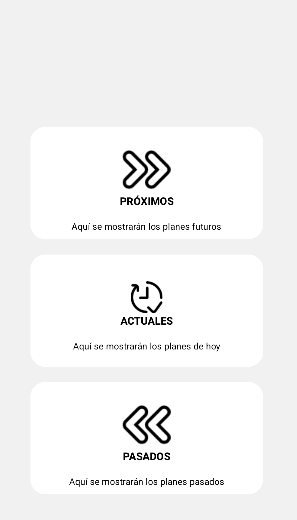 PRÓXIMOS
Aquí se mostrarán los planes futuros
ACTUALES
Aquí se mostrarán los planes de hoy
PASADOS
Aquí se mostrarán los planes pasados